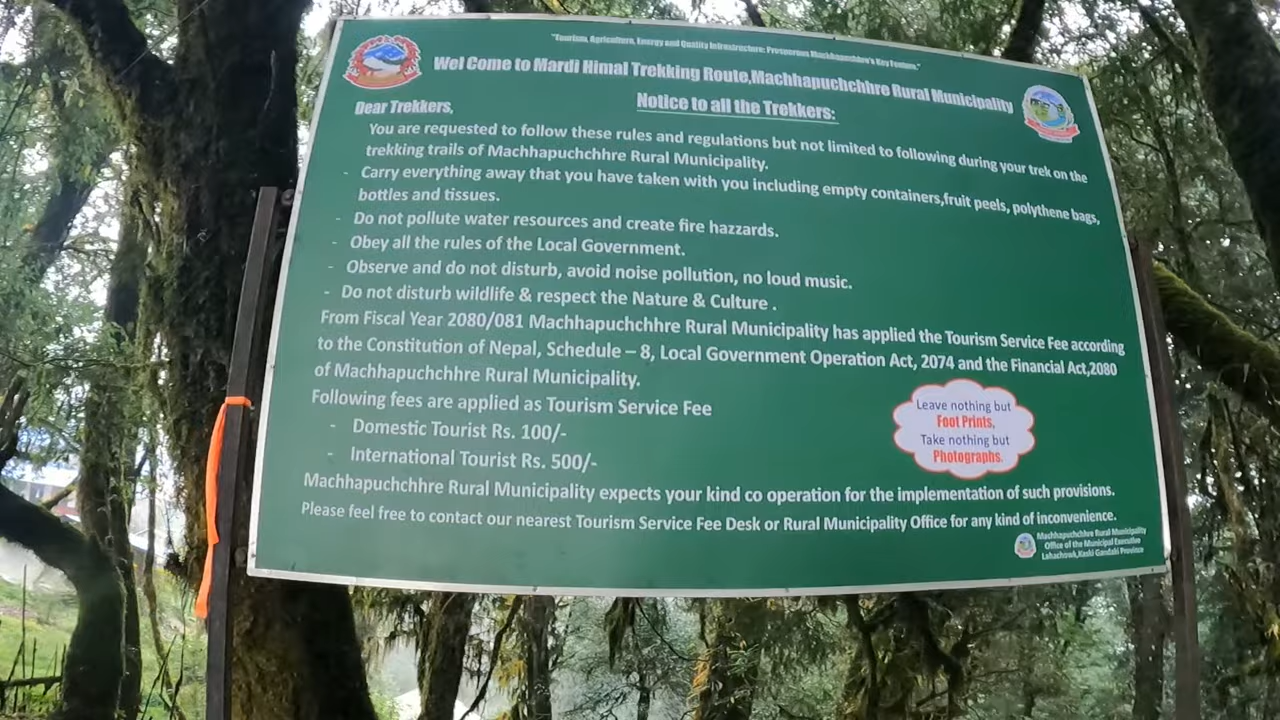 "Tourism, Agriculture, Energy and Quality Infrastructure: Prosperous Machhapuchchhre's Key Feature."
Wel Come to Mardi Himal Trekking Route,Machhapuchchhre Rural Municipality
Notice to all the Trekkers:
Dear Trekkers,
You are requested to follow these rules and regulations but not limited to following during your trek on the
trekking trails of Machhapuchchhre Rural Municipality.
- Carry everything away that you have taken with you including empty containers,fruit peels, polythene bags,
bottles and tissues.
- Do not pollute water resources and create fire hazzards.
- Obey all the rules of the Local Government.
- Observe and do not disturb, avoid noise pollution, no loud music.
- Do not disturb wildlife & respect the Nature & Culture .
From Fiscal Year 2080/081 Machhapuchchhre Rural Municipality has applied the Tourism Service Fee according
to the Constitution of Nepal, Schedule – 8, Local Government Operation Act, 2074 and the Financial Act,2080
of Machhapuchchhre Rural Municipality.
Following fees are applied as Tourism Service Fee
- Domestic Tourist Rs. 100/-
- International Tourist Rs. 500/-
Leave nothing but
Foot Prints,
Take nothing but
Photographs.
Machhapuchchhre Rural Municipality expects your kind co operation for the implementation of such provisions.
Please feel free to contact our nearest Tourism Service Fee Desk or Rural Municipality Office for any kind of inconvenience.
Machhapuchchhre Rural Municipality
Office of the Municipal Executive
Lahachowk,Kaski Gandaki Province